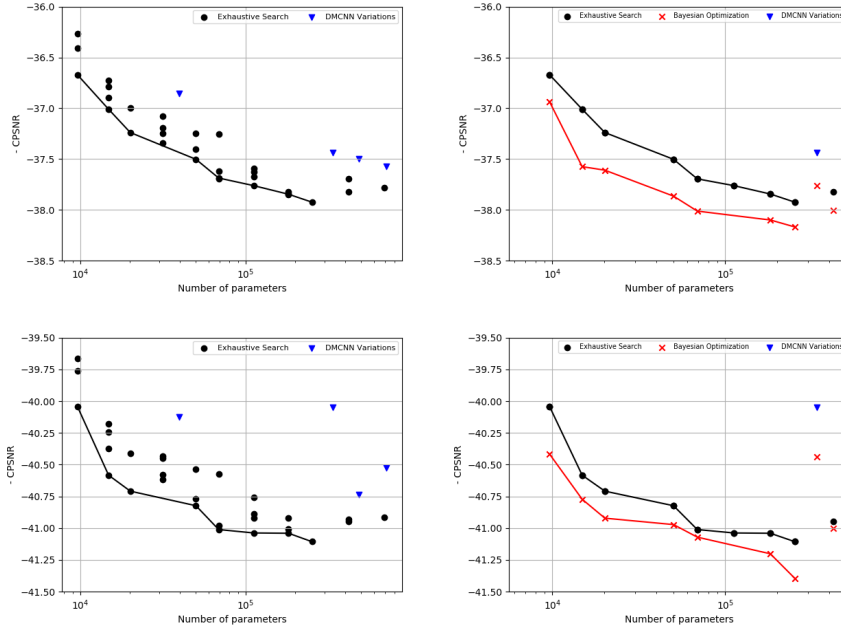 Exhaustive Search DMCNN Variations
−36.0
−36.5
−37.0
−37.5
−38.0
−38.5
- CPSNR
10⁴ 10⁵
Number of parameters
Exhaustive Search Bayesian Optimization DMCNN Variations
−36.0
−36.5
−37.0
−37.5
−38.0
−38.5
- CPSNR
10⁴ 10⁵
Number of parameters
Exhaustive Search DMCNN Variations
−39.50
−39.75
−40.00
−40.25
−40.50
−40.75
−41.00
−41.25
−41.50
- CPSNR
10⁴ 10⁵
Number of parameters
Exhaustive Search Bayesian Optimization DMCNN Variations
−39.50
−39.75
−40.00
−40.25
−40.50
−40.75
−41.00
−41.25
−41.50
- CPSNR
10⁴ 10⁵
Number of parameters